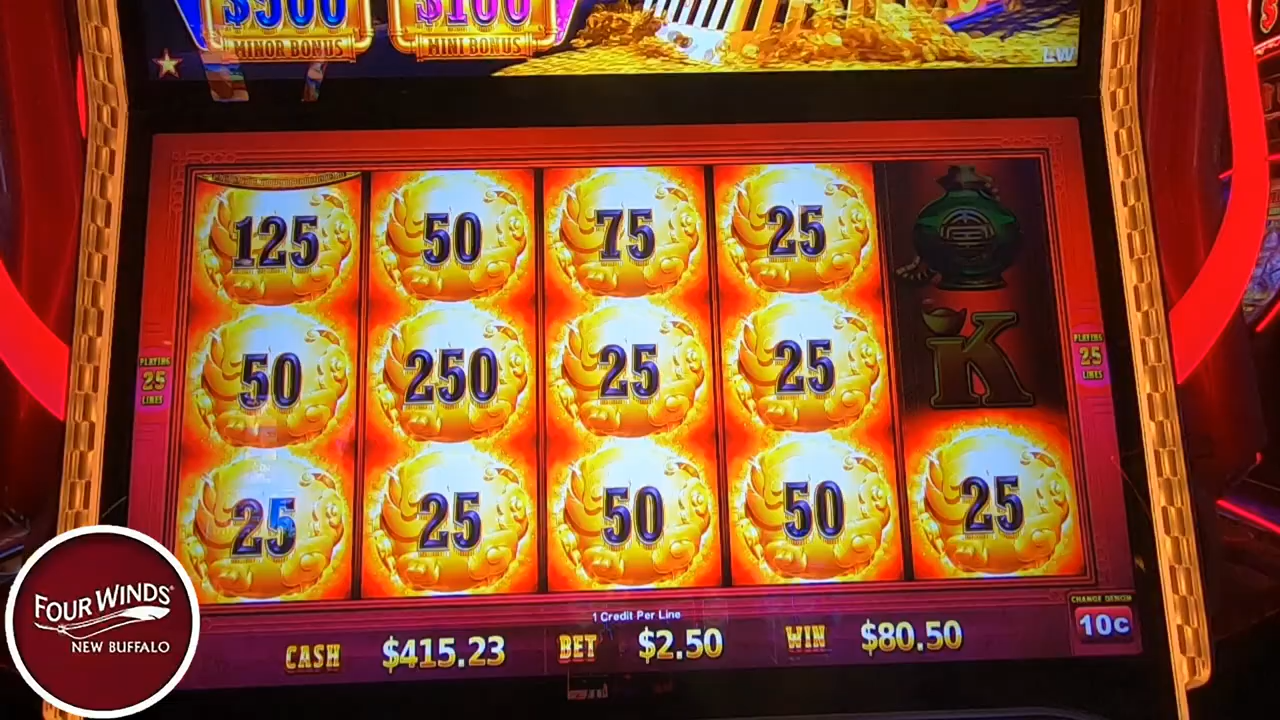 $500
MINOR BONUS
$100
MINI BONUS
125 50 75 25
50 250 25 25 K
25 25 50 50 25
PLAYING
25
LINES
PLAYING
25
LINES
1 Credit Per Line
CASH $415.23 BET $2.50 WIN $80.50
CHANGE DENOM
10¢
FOUR WINDS®
NEW BUFFALO